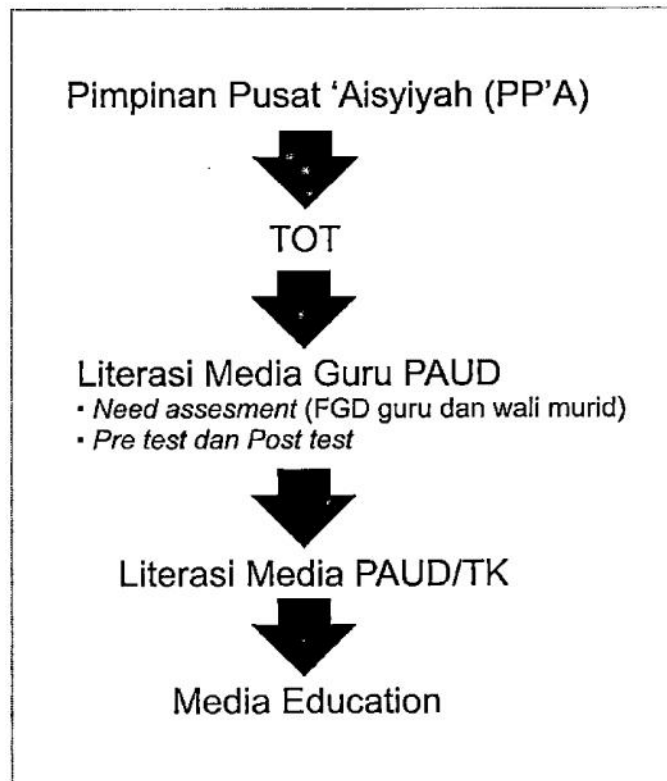 Pimpinan Pusat ‘Aisyiyah (PP’A)
TOT
Literasi Media Guru PAUD
▪ Need assesment (FGD guru dan wali murid)
▪ Pre test dan Post test
Literasi Media PAUD/TK
Media Education